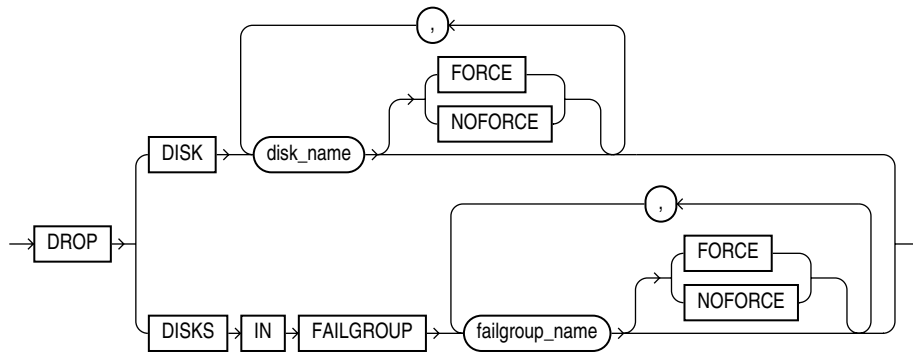 ,
FORCE
NOFORCE
DISK disk_name
,
DROP
FORCE
NOFORCE
DISKS IN FAILGROUP failgroup_name